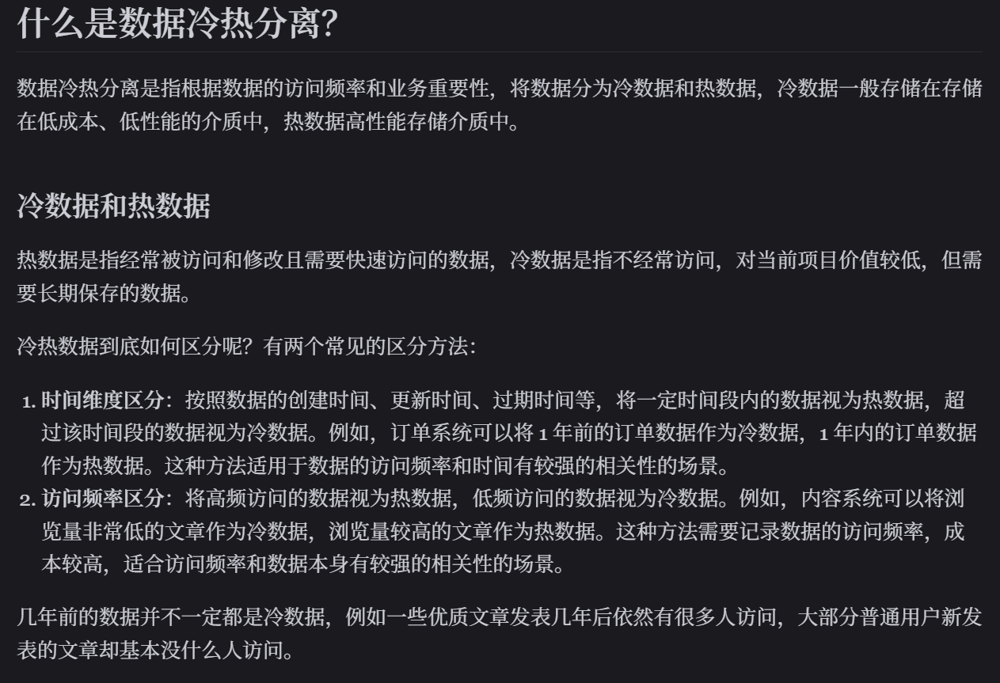 什么是数据冷热分离？
数据冷热分离是指根据数据的访问频率和业务重要性，将数据分为冷数据和热数据，冷数据一般存储在存储
在低成本、低性能的介质中，热数据高性能存储介质中。
冷数据和热数据
热数据是指经常被访问和修改且需要快速访问的数据，冷数据是指不经常访问，对当前项目价值较低，但需
要长期保存的数据。
冷热数据到底如何区分呢？有两个常见的区分方法：
1. 时间维度区分：按照数据的创建时间、更新时间、过期时间等，将一定时间段内的数据视为热数据，超
过该时间段的数据视为冷数据。例如，订单系统可以将 1 年前的订单数据作为冷数据，1 年内的订单数据
作为热数据。这种方法适用于数据的访问频率和时间有较强的相关性的场景。
2. 访问频率区分：将高频访问的数据视为热数据，低频访问的数据视为冷数据。例如，内容系统可以将浏
览量非常低的文章作为冷数据，浏览量较高的文章作为热数据。这种方法需要记录数据的访问频率，成
本较高，适合访问频率和数据本身有较强的相关性的场景。
几年前的数据并不一定都是冷数据，例如一些优质文章发表几年后依然有很多人访问，大部分普通用户新发
表的文章却基本没什么人访问。